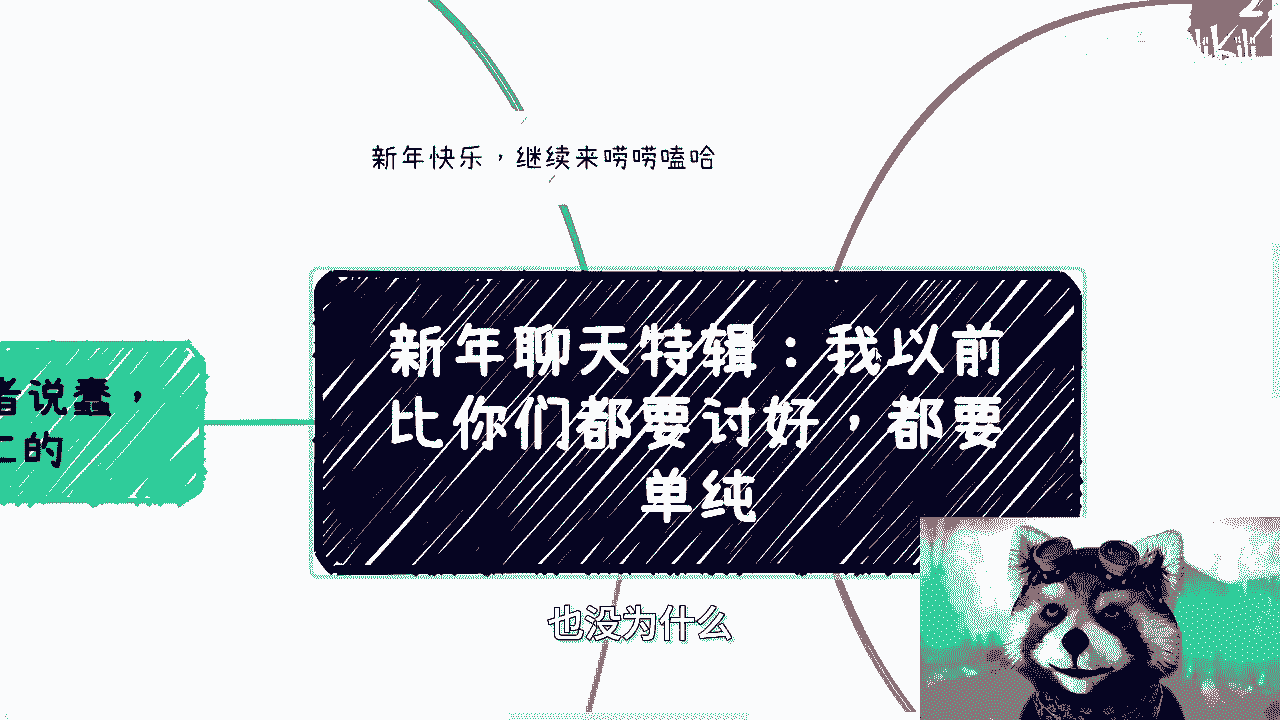 新年快乐，继续来唠唠嗑哈
新年聊天特辑：我以前
比你们都要讨好，都要
单纯
者说蠢，
的
也没为什么